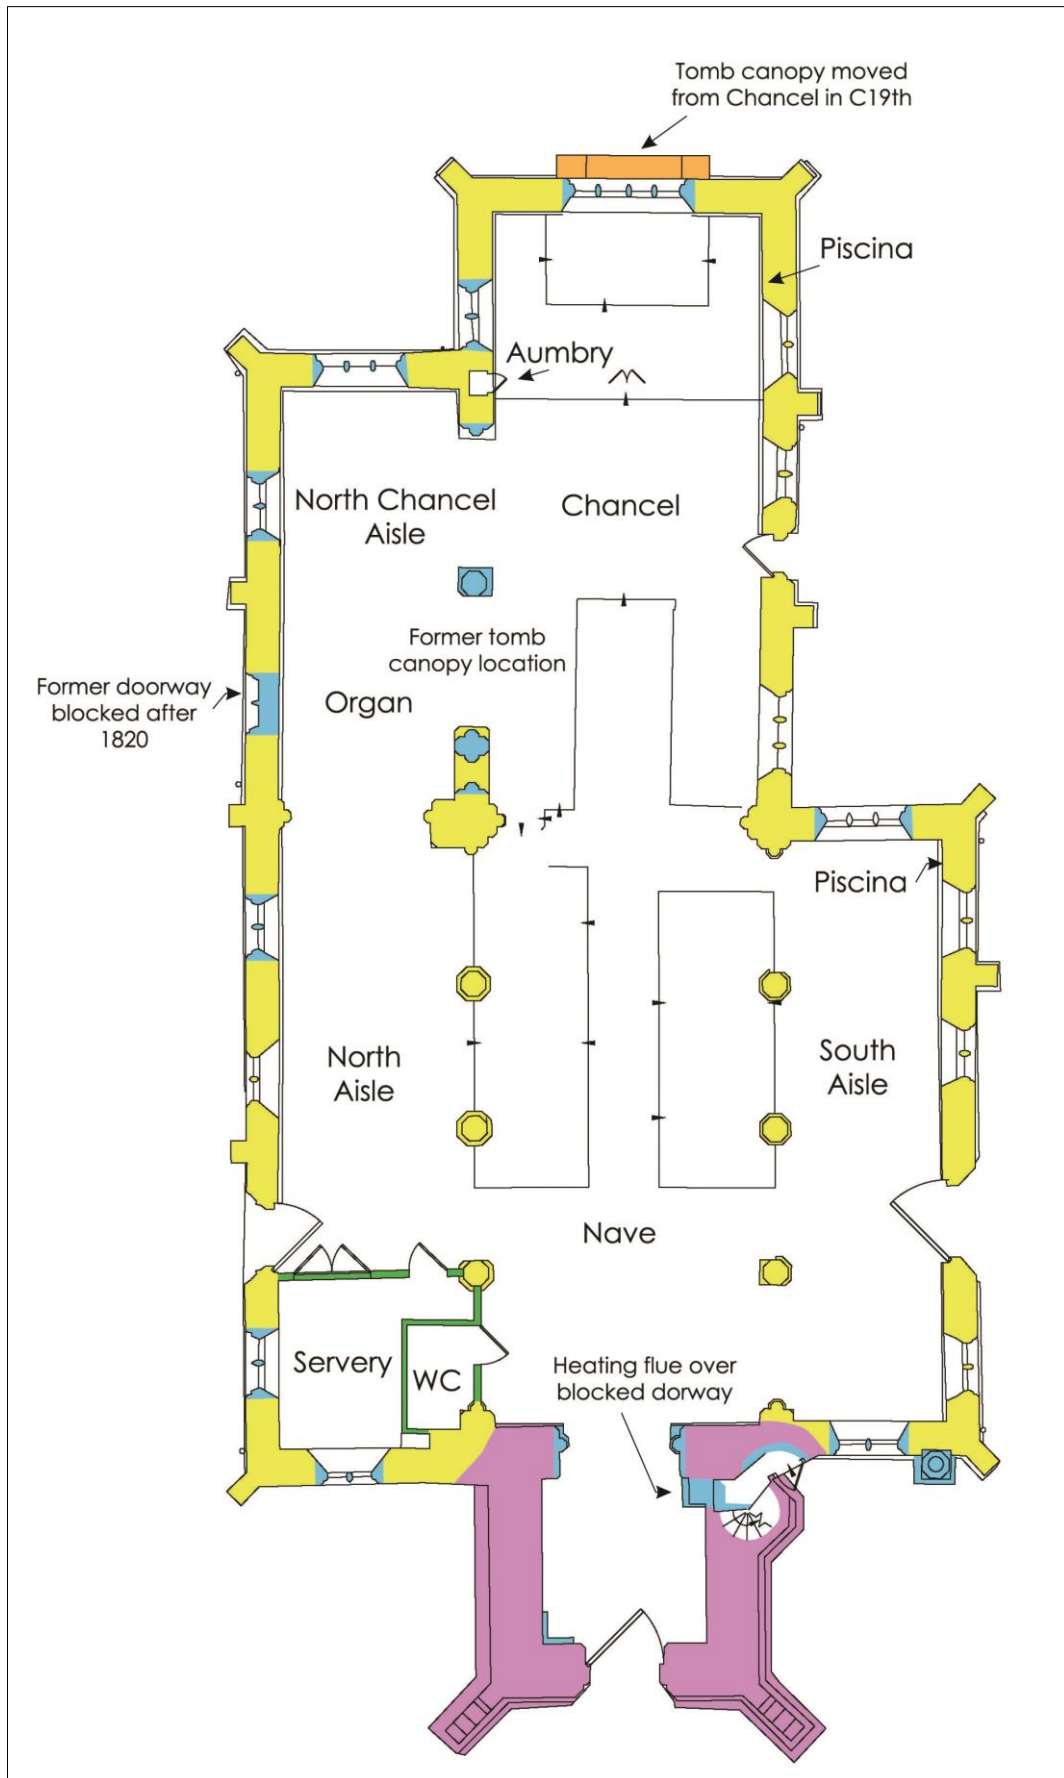 Tomb canopy moved
from Chancel in C19th
Piscina
Aumbry
North Chancel
Aisle
Chancel
Former tomb
canopy location
Former doorway
blocked after
1820
Organ
Piscina
North
Aisle
South
Aisle
Nave
Servery
WC
Heating flue over
blocked dorway